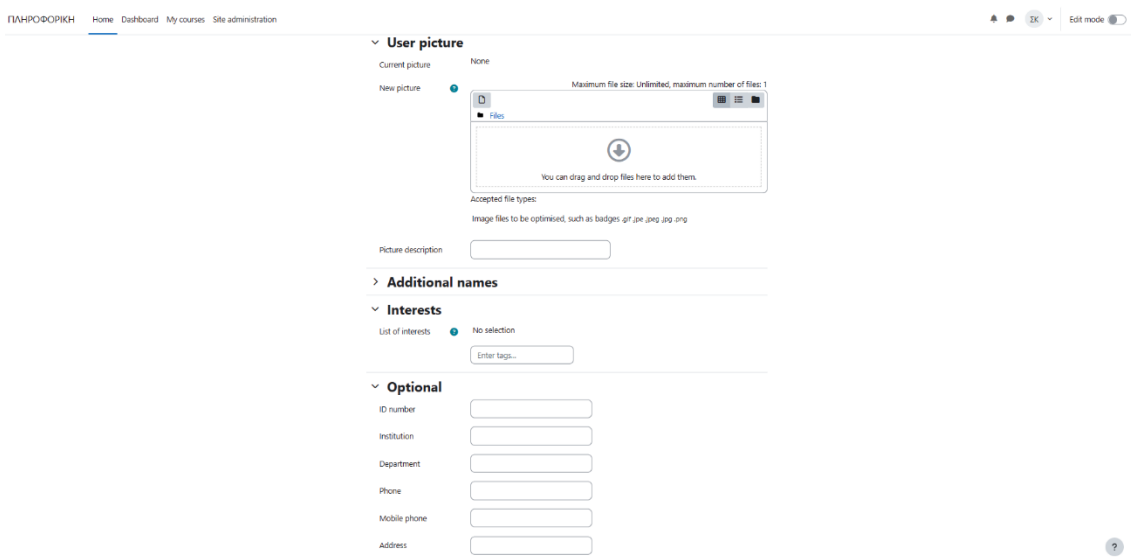 ΠΛΗΡΟΦΟΡΙΚΗ Home Dashboard My courses Site administration ΣΚ Edit mode
User picture
Current picture None
New picture ? Maximum file size: Unlimited, maximum number of files: 1
Files
You can drag and drop files here to add them.
Accepted file types:
Image files to be optimised, such as badges .gif .jpe .jpeg .jpg .png
Picture description
Additional names
Interests
List of interests ? No selection
Enter tags...
Optional
ID number
Institution
Department
Phone
Mobile phone
Address
?